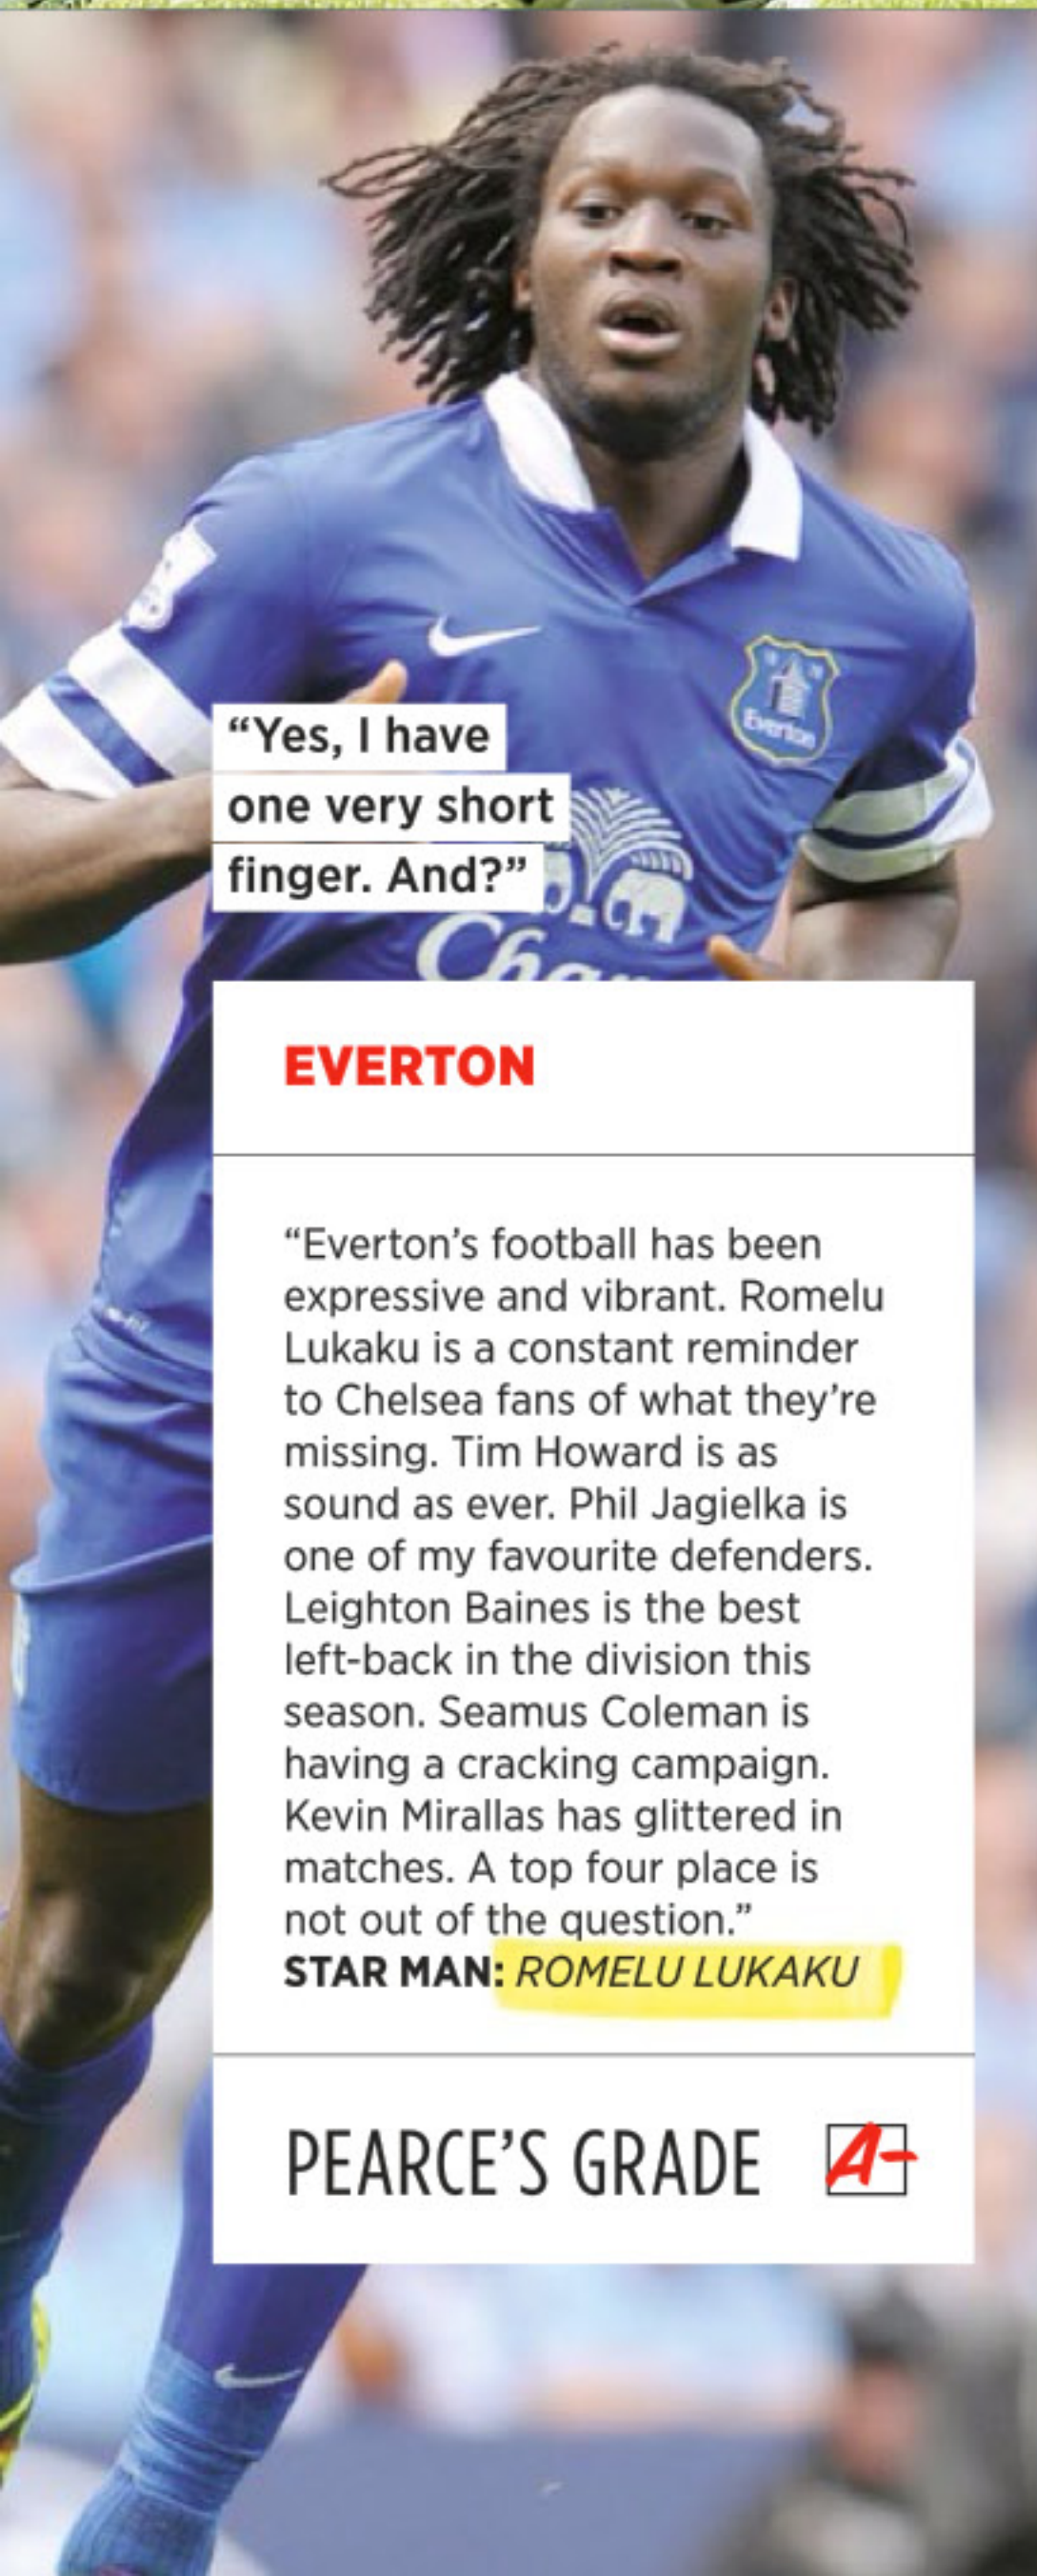 Everton
“Yes, I have
one very short
finger. And?”
Chan
EVERTON
“Everton’s football has been
expressive and vibrant. Romelu
Lukaku is a constant reminder
to Chelsea fans of what they’re
missing. Tim Howard is as
sound as ever. Phil Jagielka is
one of my favourite defenders.
Leighton Baines is the best
left-back in the division this
season. Seamus Coleman is
having a cracking campaign.
Kevin Mirallas has glittered in
matches. A top four place is
not out of the question.”
STAR MAN: ROMELU LUKAKU
PEARCE’S GRADE A-